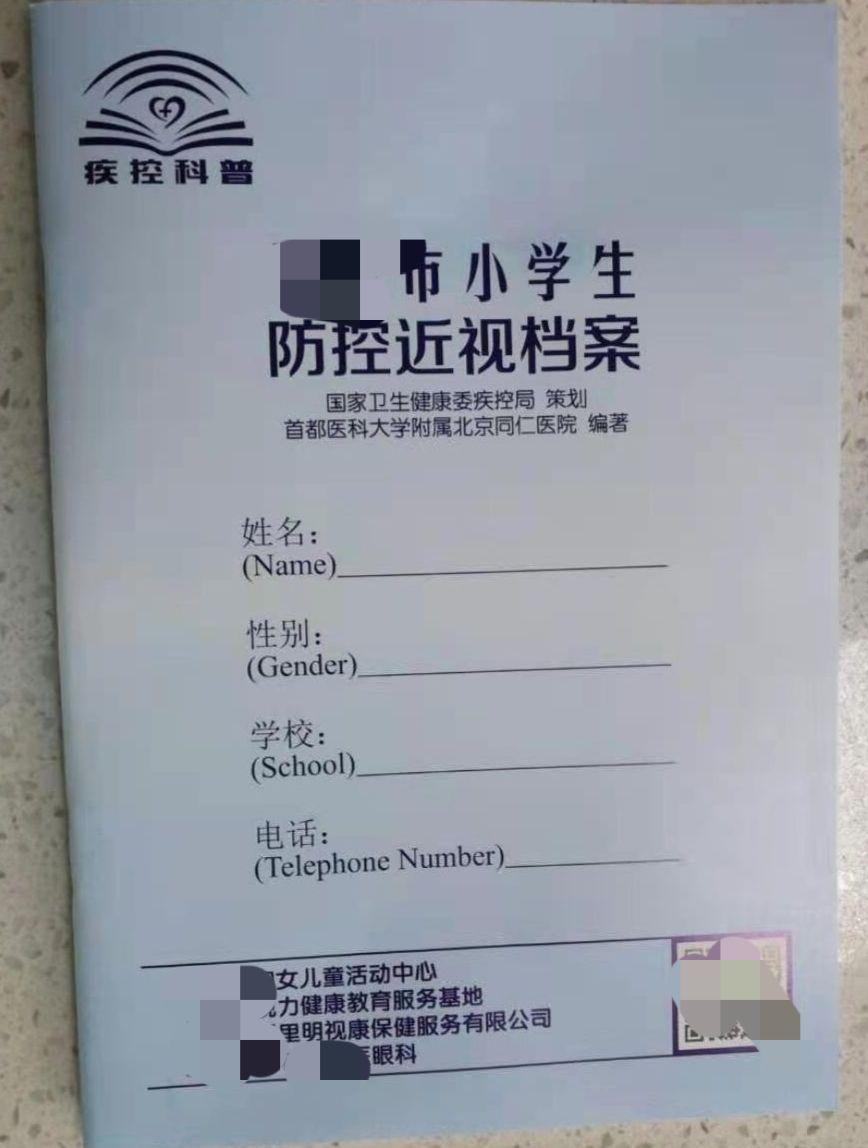 疾控科普
市小学生
防控近视档案
国家卫生健康委疾控局 策划
首都医科大学附属北京同仁医院 编著
姓名：
(Name)
性别：
(Gender)
学校：
(School)
电话：
(Telephone Number)
女儿童活动中心
力健康教育服务基地
里明视康保健服务有限公司
眼科